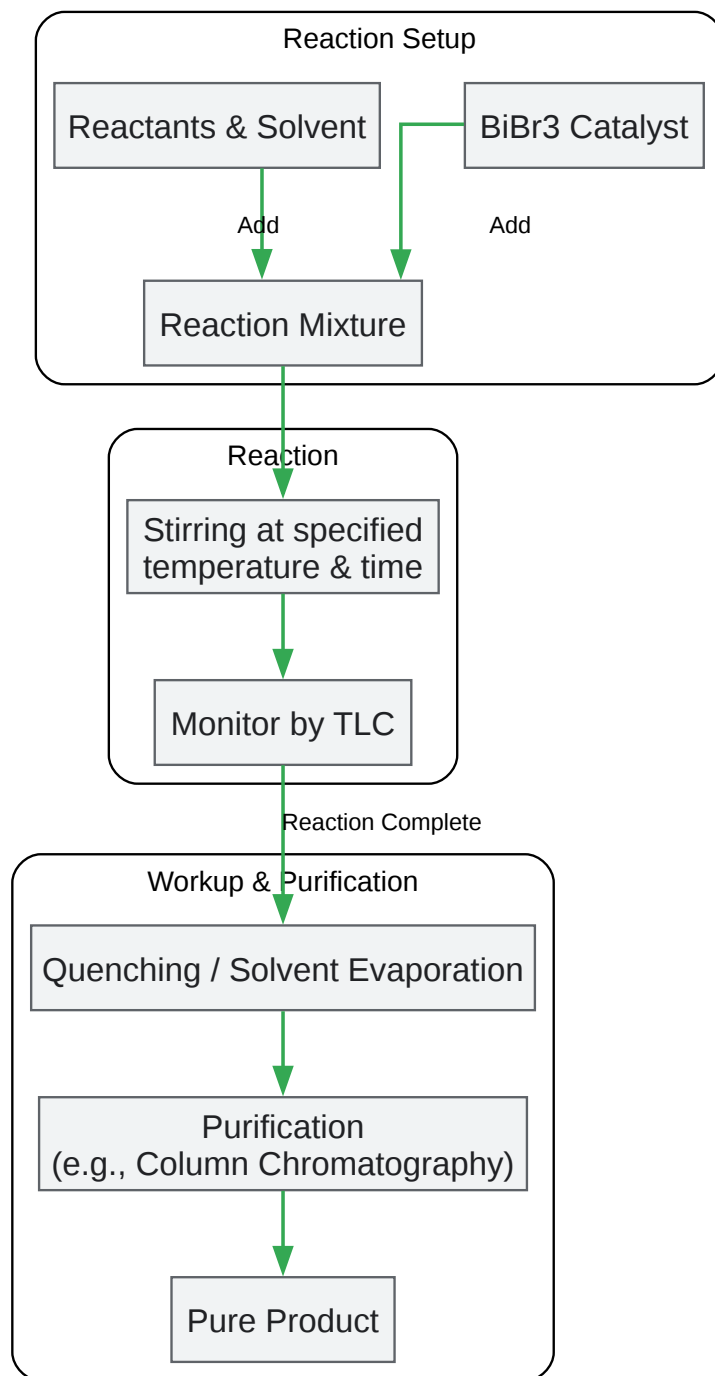 Reaction Setup
Reactants & Solvent
BiBr3 Catalyst
Add
Add
Reaction Mixture
Reaction
Stirring at specified
temperature & time
Monitor by TLC
Reaction Complete
Workup & Purification
Quenching / Solvent Evaporation
Purification
(e.g., Column Chromatography)
Pure Product